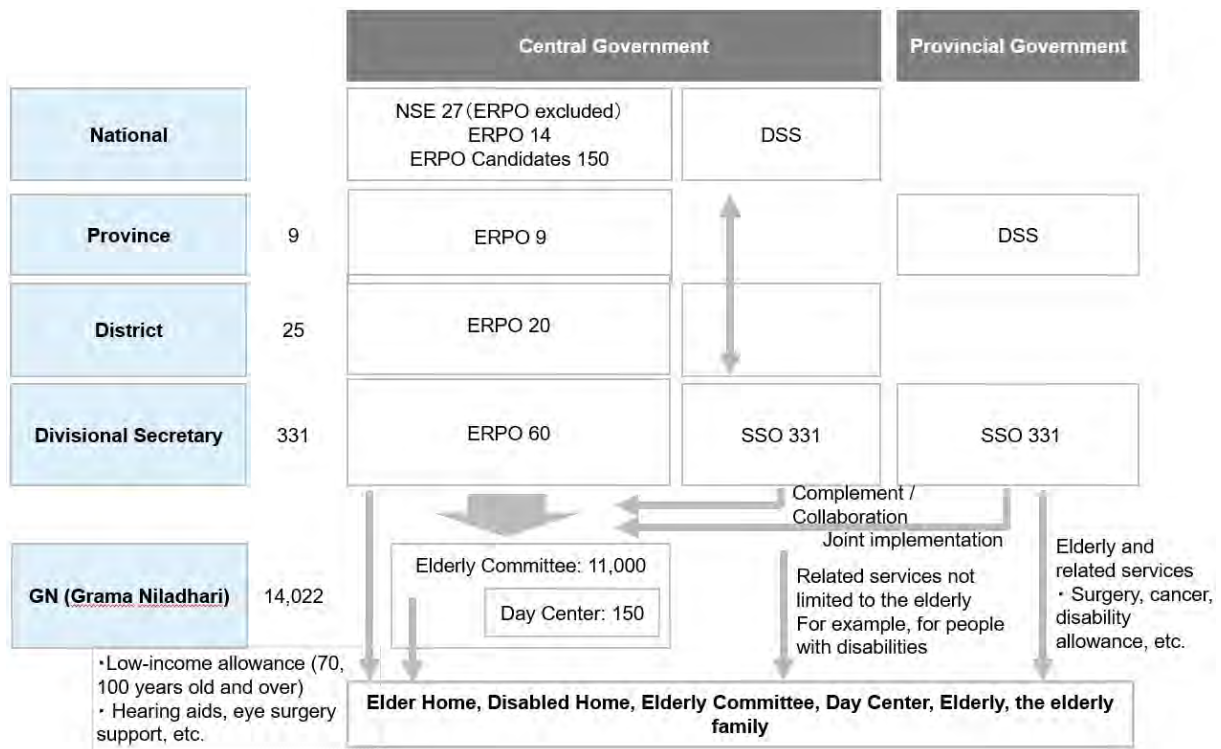 Central Government
Provincial Government
National
NSE 27 (ERPO excluded)
ERPO 14
ERPO Candidates 150
DSS
Province
9
ERPO 9
DSS
District
25
ERPO 20
Divisional Secretary
331
ERPO 60
SSO 331
SSO 331
Complement /
Collaboration
Joint implementation
GN (Grama Niladhari)
14,022
Elderly Committee: 11,000
Day Center: 150
Related services not
limited to the elderly
For example, for people
with disabilities
Elderly and
related services
・Surgery, cancer,
disability
allowance, etc.
・Low-income allowance (70,
100 years old and over)
・Hearing aids, eye surgery
support, etc.
Elder Home, Disabled Home, Elderly Committee, Day Center, Elderly, the elderly
family